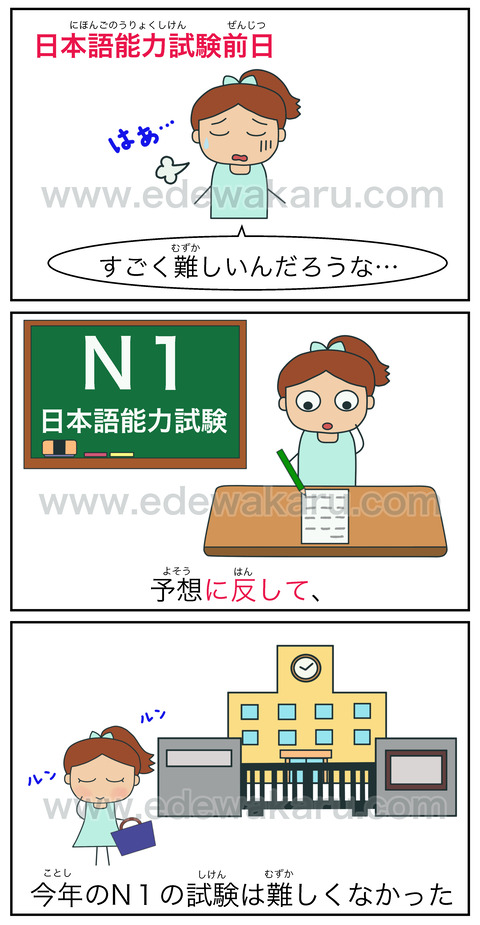 にほんごのうりょくしけん ぜんじつ
日本語能力試験前日
はあ…
www.edewakaru.com
むずか
すごく難しいんだろうな…
N1
日本語能力試験
www.edewakaru.com
よそう はん
予想に反して、
ルン
ルン
www.edewakaru.com
ことし しけん むずか
今年のN1の試験は難しくなかった